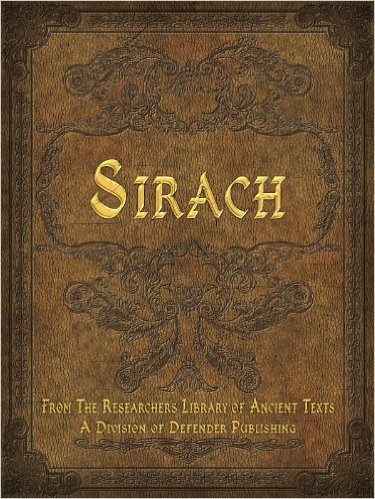 SIRACH
FROM THE RESEARCHERS LIBRARY OF ANCIENT TEXTS
A DIVISION OF DEFENDER PUBLISHING